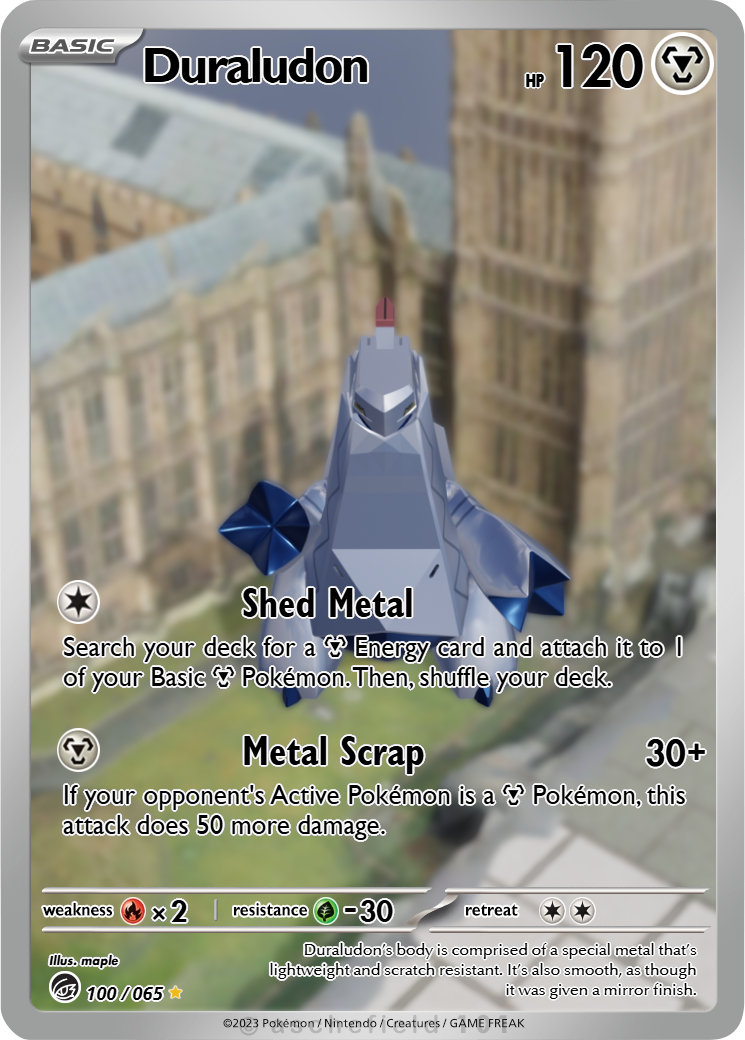 BASIC
Duraludon HP 120
Shed Metal
Search your deck for a Energy card and attach it to 1
of your Basic Pokémon. Then, shuffle your deck.
Metal Scrap 30+
If your opponent's Active Pokémon is a Pokémon, this
attack does 50 more damage.
weakness ×2 | resistance -30 retreat
Duraludon's body is comprised of a special metal that's
lightweight and scratch resistant. It's also smooth, as though
it was given a mirror finish.
Illus. maple
100 / 065
©2023 Pokémon / Nintendo / Creatures / GAME FREAK